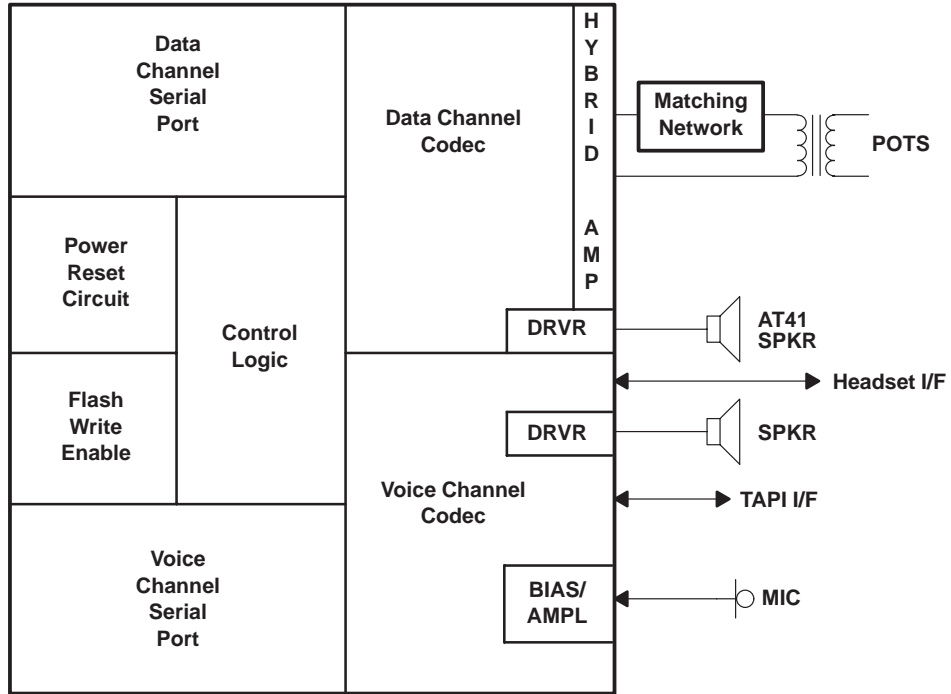 Data
Channel
Serial
Port
Data Channel
Codec
H
Y
B
R
I
D
A
M
P
Matching
Network
POTS
Power
Reset
Circuit
Control
Logic
DRVR
AT41
SPKR
Headset I/F
Flash
Write
Enable
DRVR
SPKR
Voice Channel
Codec
TAPI I/F
Voice
Channel
Serial
Port
BIAS/
AMPL
MIC